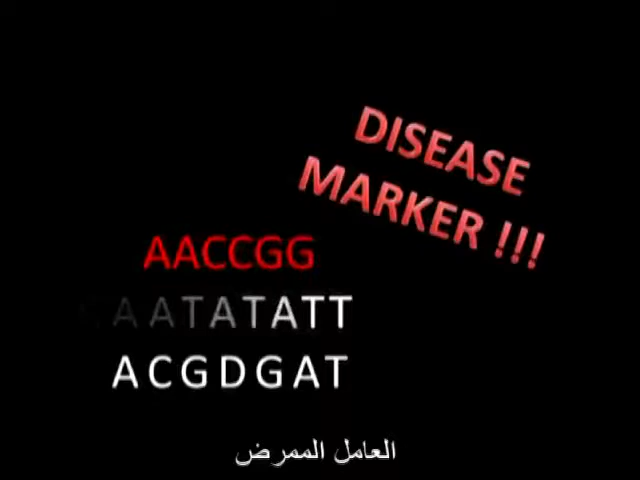 DISEASE
MARKER !!!
AACCGG
AATATATT
ACGDGAT
العامل الممرض